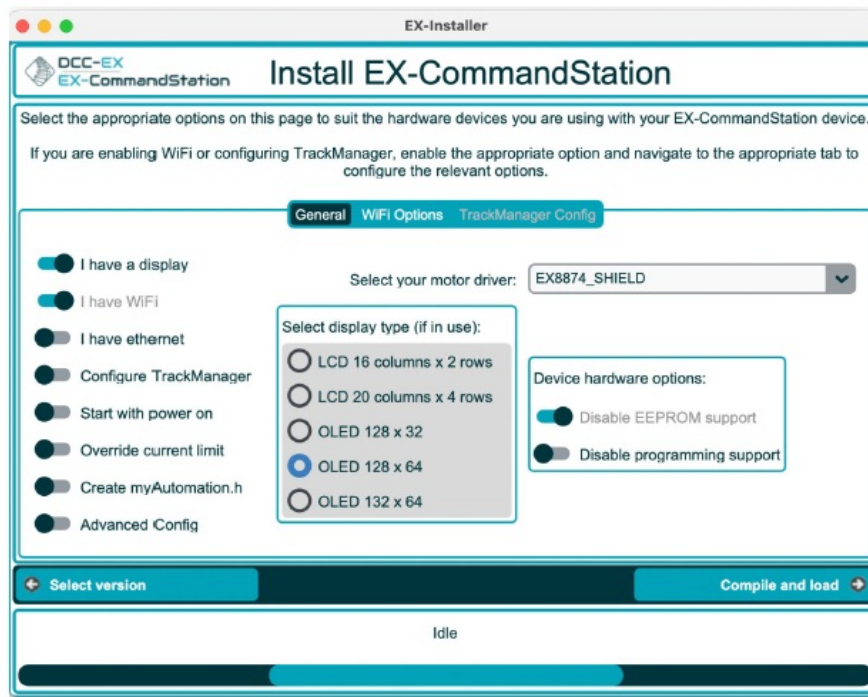 EX-Installer
DCC-EX
EX-CommandStation
Install EX-CommandStation
Select the appropriate options on this page to suit the hardware devices you are using with your EX-CommandStation device.
If you are enabling WiFi or configuring TrackManager, enable the appropriate option and navigate to the appropriate tab to
configure the relevant options.
General WiFi Options TrackManager Config
I have a display
I have WiFi
I have ethernet
Configure TrackManager
Start with power on
Override current limit
Create myAutomation.h
Advanced Config
Select your motor driver: EX8874_SHIELD
Select display type (if in use):
LCD 16 columns x 2 rows
LCD 20 columns x 4 rows
OLED 128 x 32
OLED 128 x 64
OLED 132 x 64
Device hardware options:
Disable EEPROM support
Disable programming support
Select version
Compile and load
Idle